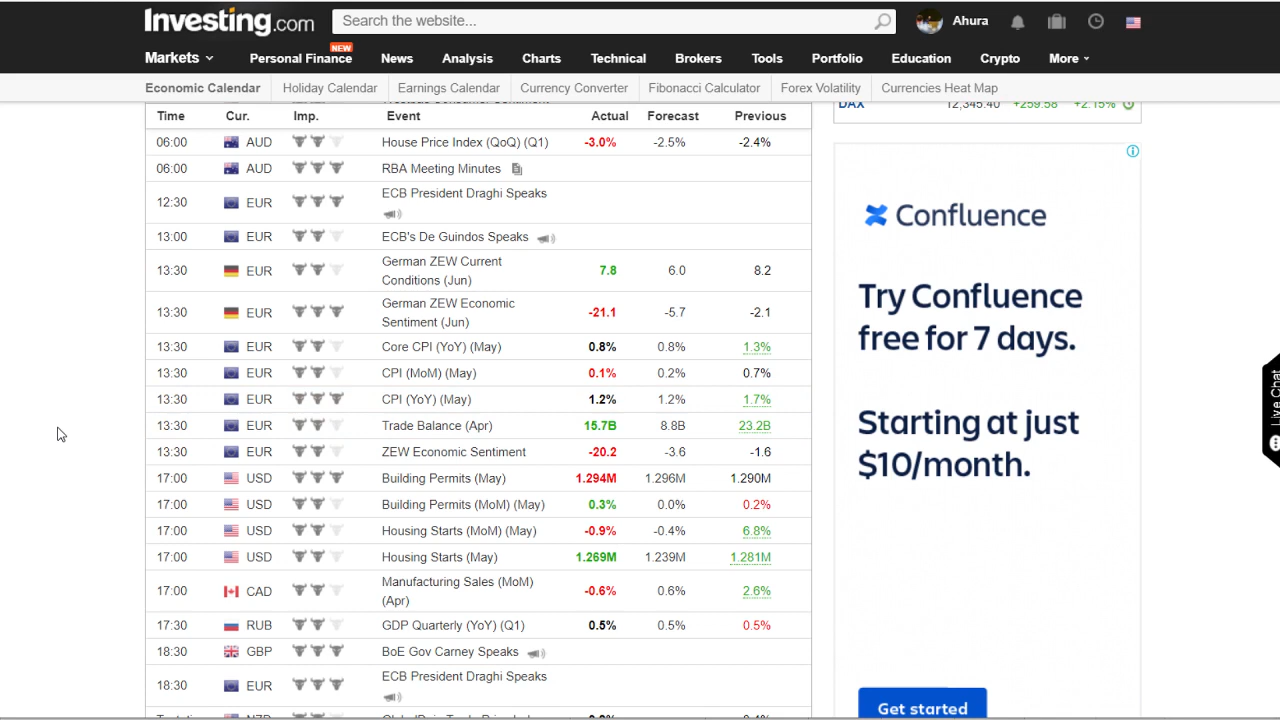 Investing.com
Search the website...
Ahura
Markets
Personal Finance
NEW
News
Analysis
Charts
Technical
Brokers
Tools
Portfolio
Education
Crypto
More
Economic Calendar
Holiday Calendar
Earnings Calendar
Currency Converter
Fibonacci Calculator
Forex Volatility
Currencies Heat Map
Time Cur. Imp. Event Actual Forecast Previous
06:00 AUD House Price Index (QoQ) (Q1) -3.0% -2.5% -2.4%
06:00 AUD RBA Meeting Minutes
12:30 EUR ECB President Draghi Speaks
13:00 EUR ECB's De Guindos Speaks
13:30 EUR German ZEW Current
Conditions (Jun) 7.8 6.0 8.2
13:30 EUR German ZEW Economic
Sentiment (Jun) -21.1 -5.7 -2.1
13:30 EUR Core CPI (YoY) (May) 0.8% 0.8% 1.3%
13:30 EUR CPI (MoM) (May) 0.1% 0.2% 0.7%
13:30 EUR CPI (YoY) (May) 1.2% 1.2% 1.7%
13:30 EUR Trade Balance (Apr) 15.7B 8.8B 23.2B
13:30 EUR ZEW Economic Sentiment -20.2 -3.6 -1.6
17:00 USD Building Permits (May) 1.294M 1.296M 1.290M
17:00 USD Building Permits (MoM) (May) 0.3% 0.0% 0.2%
17:00 USD Housing Starts (MoM) (May) -0.9% -0.4% 6.8%
17:00 USD Housing Starts (May) 1.269M 1.239M 1.281M
17:00 CAD Manufacturing Sales (MoM)
(Apr) -0.6% 0.6% 2.6%
17:30 RUB GDP Quarterly (YoY) (Q1) 0.5% 0.5% 0.5%
18:30 GBP BoE Gov Carney Speaks
18:30 EUR ECB President Draghi Speaks
DAX 12,345.40 +259.58 +2.15%
Confluence
Try Confluence
free for 7 days.
Starting at just
$10/month.
Get started
Live Chat